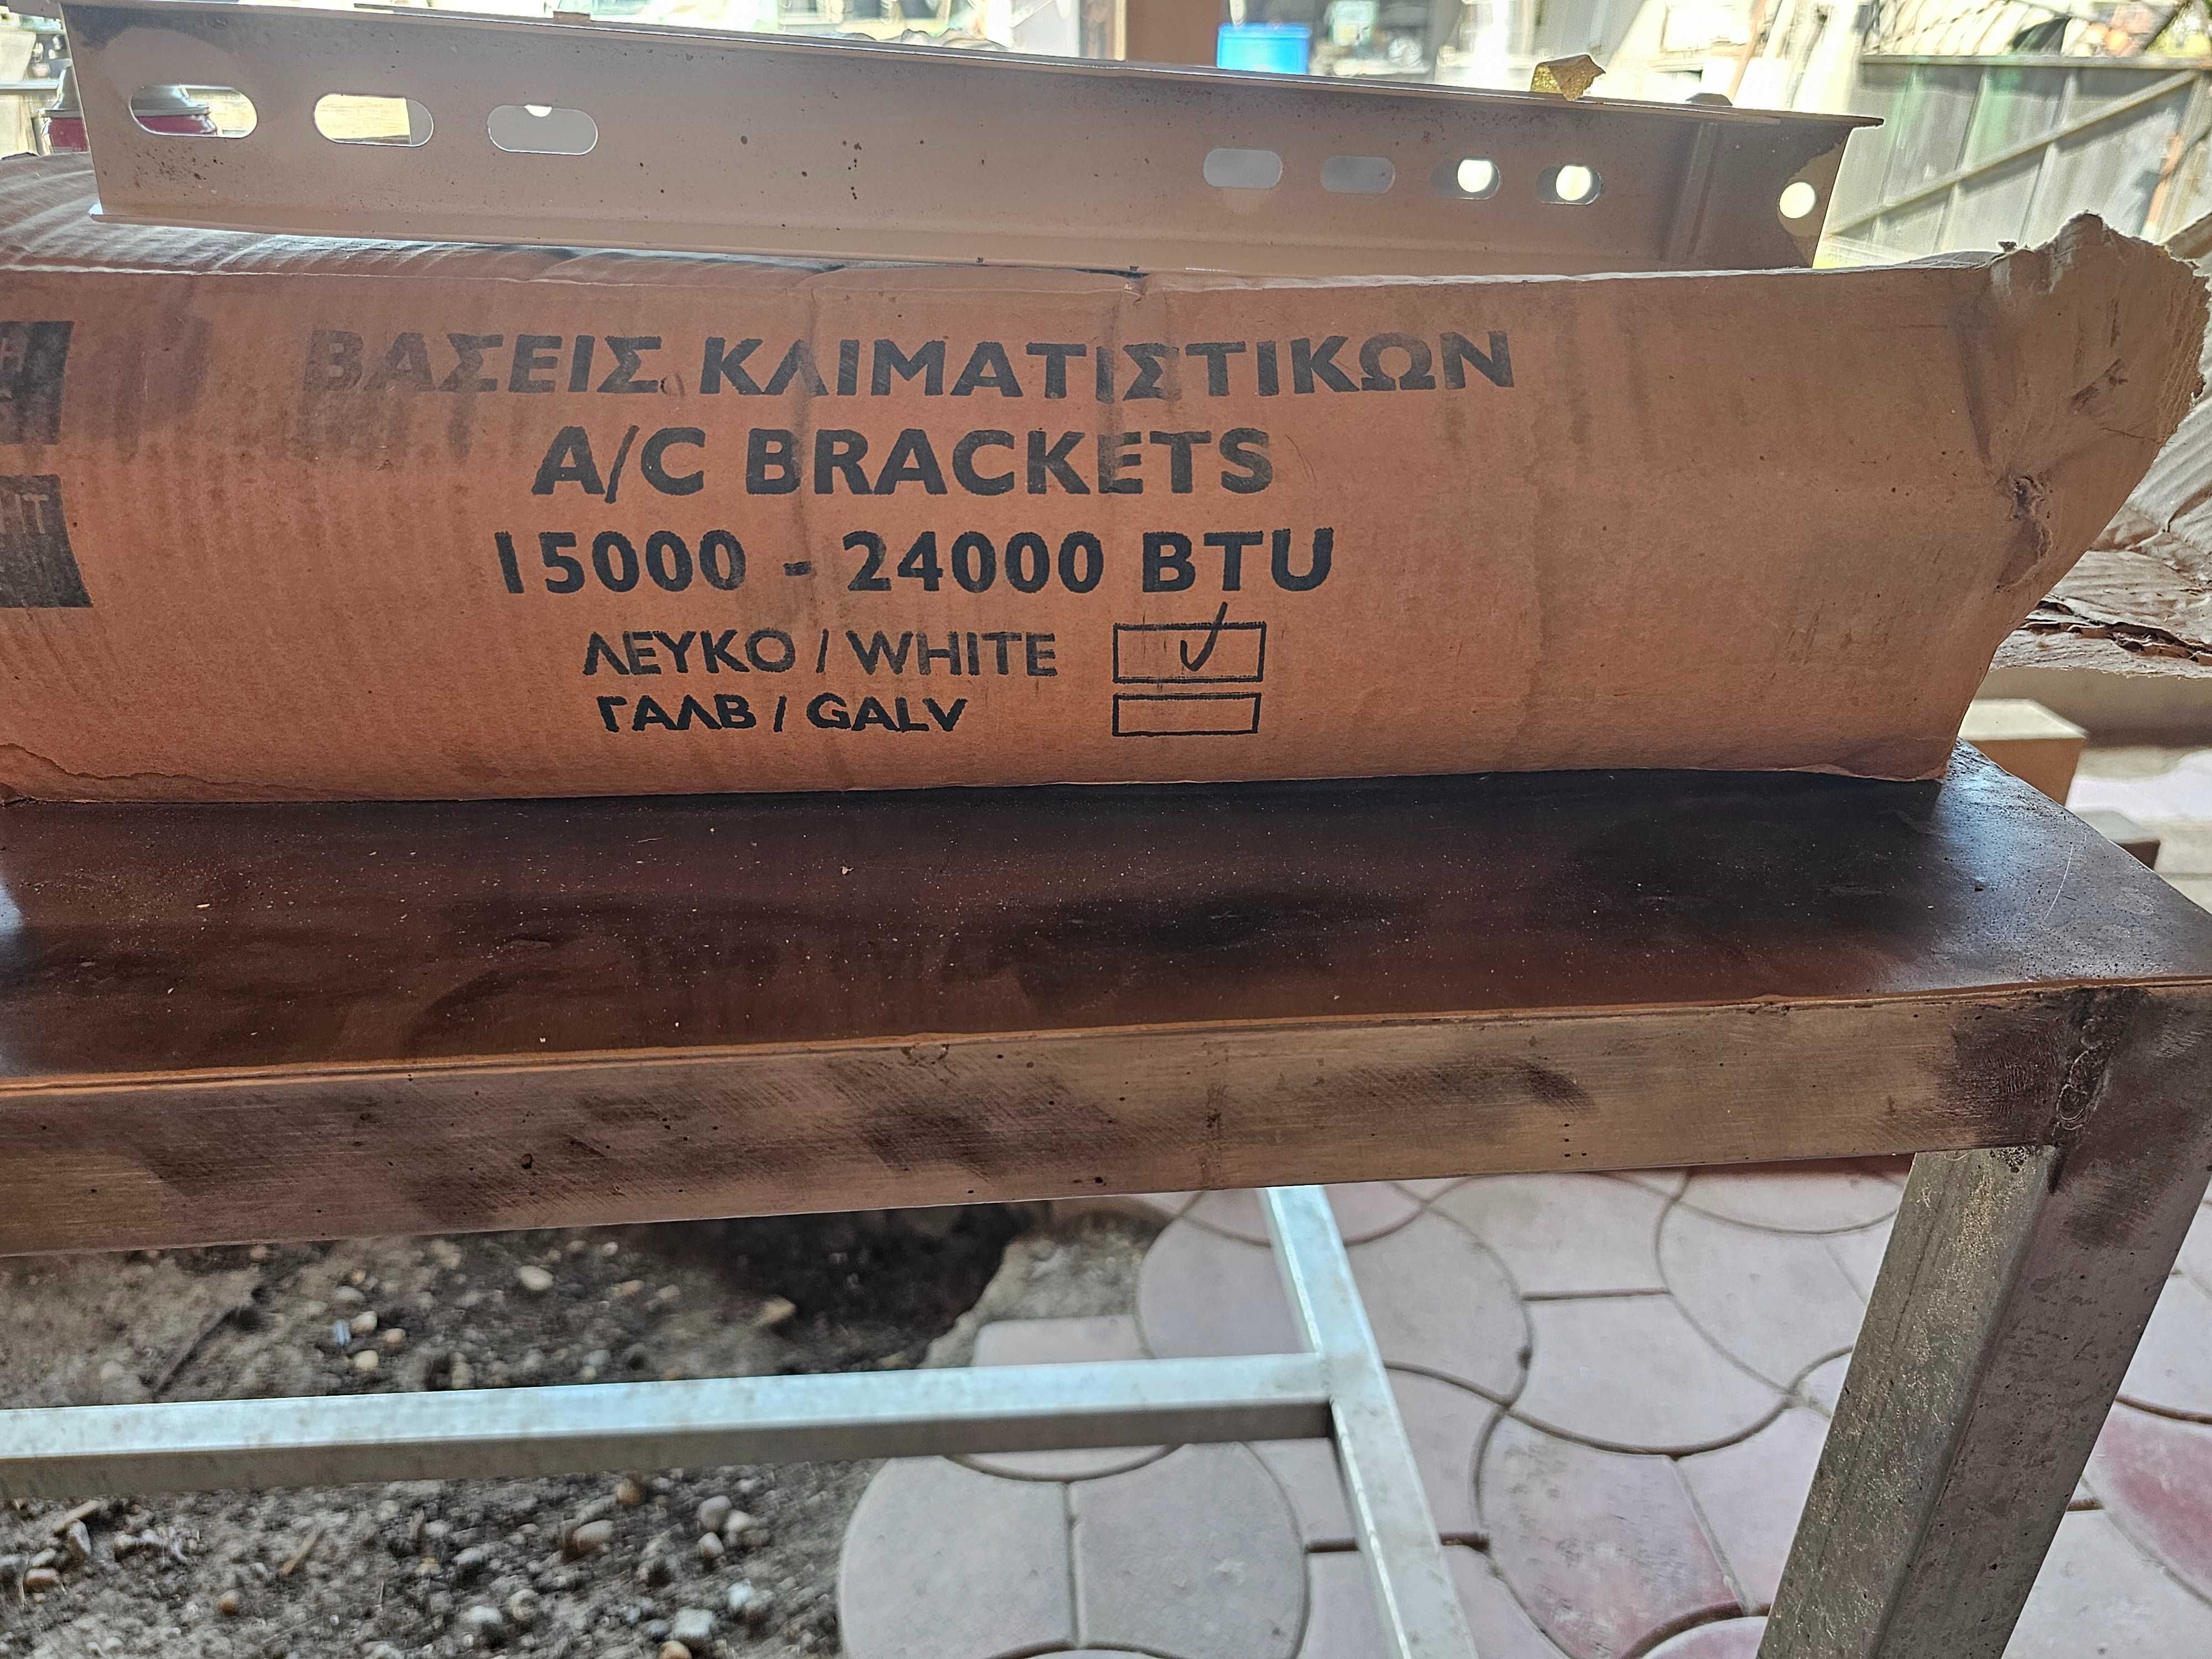 ΒΑΣΕΙΣ ΚΛΙΜΑΤΙΣΤΙΚΩΝ
A/C BRACKETS
15000 - 24000 BTU
ΛΕΥΚΟ / WHITE
ΓΑΛΒ / GALV